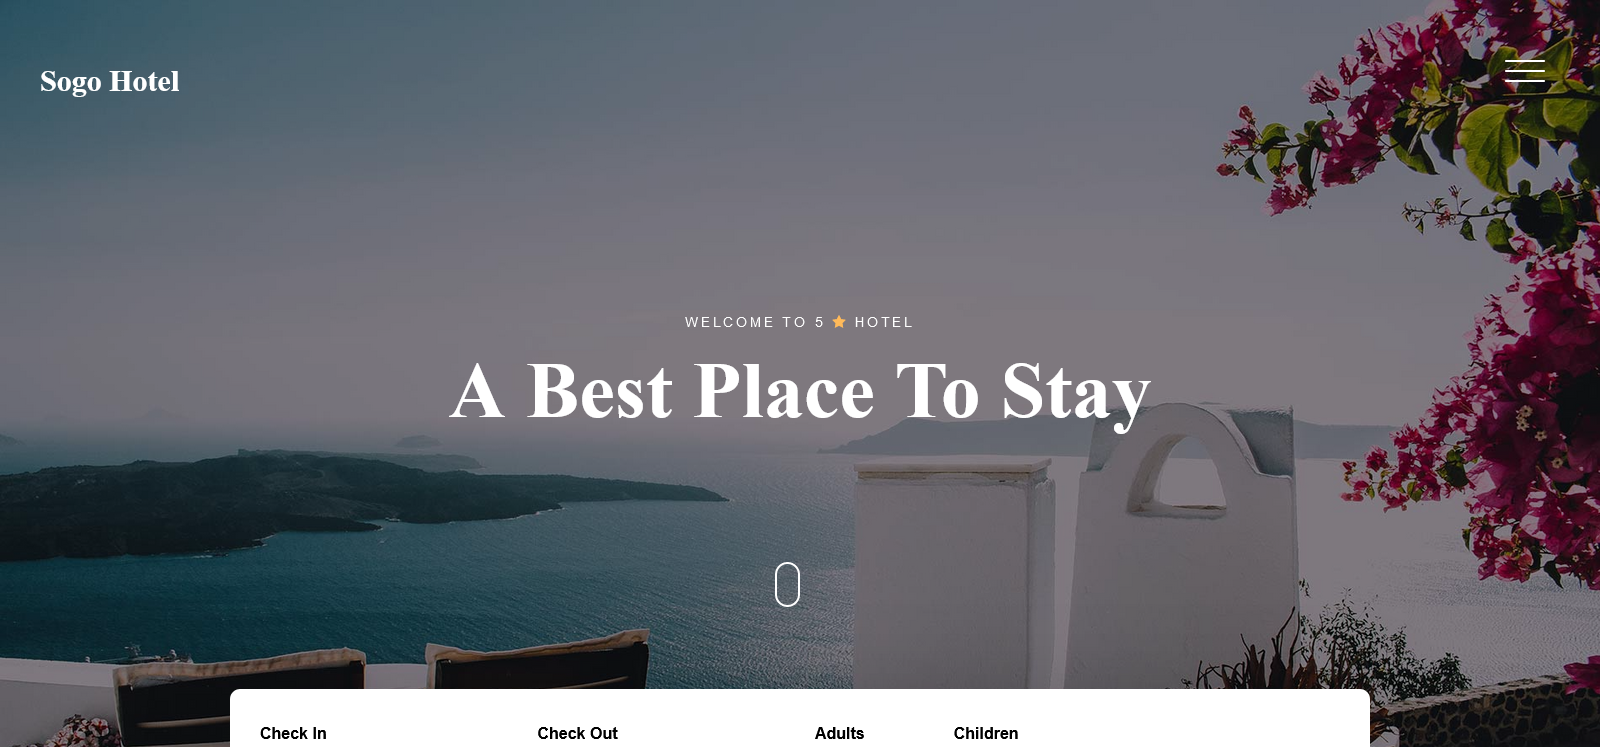 Sogo Hotel
WELCOME TO 5 ★ HOTEL
A Best Place To Stay
Check In Check Out Adults Children